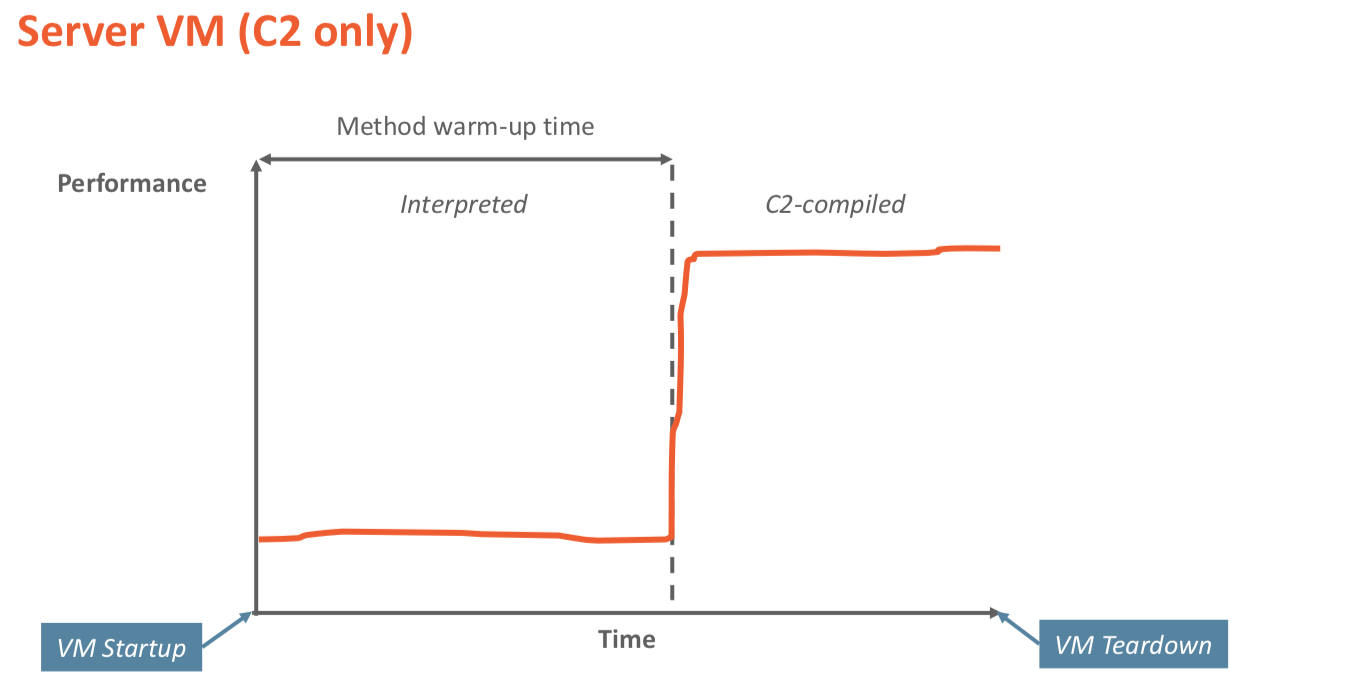 Server VM (C2 only)
Method warm-up time
Performance
Interpreted
C2-compiled
VM Startup
Time
VM Teardown